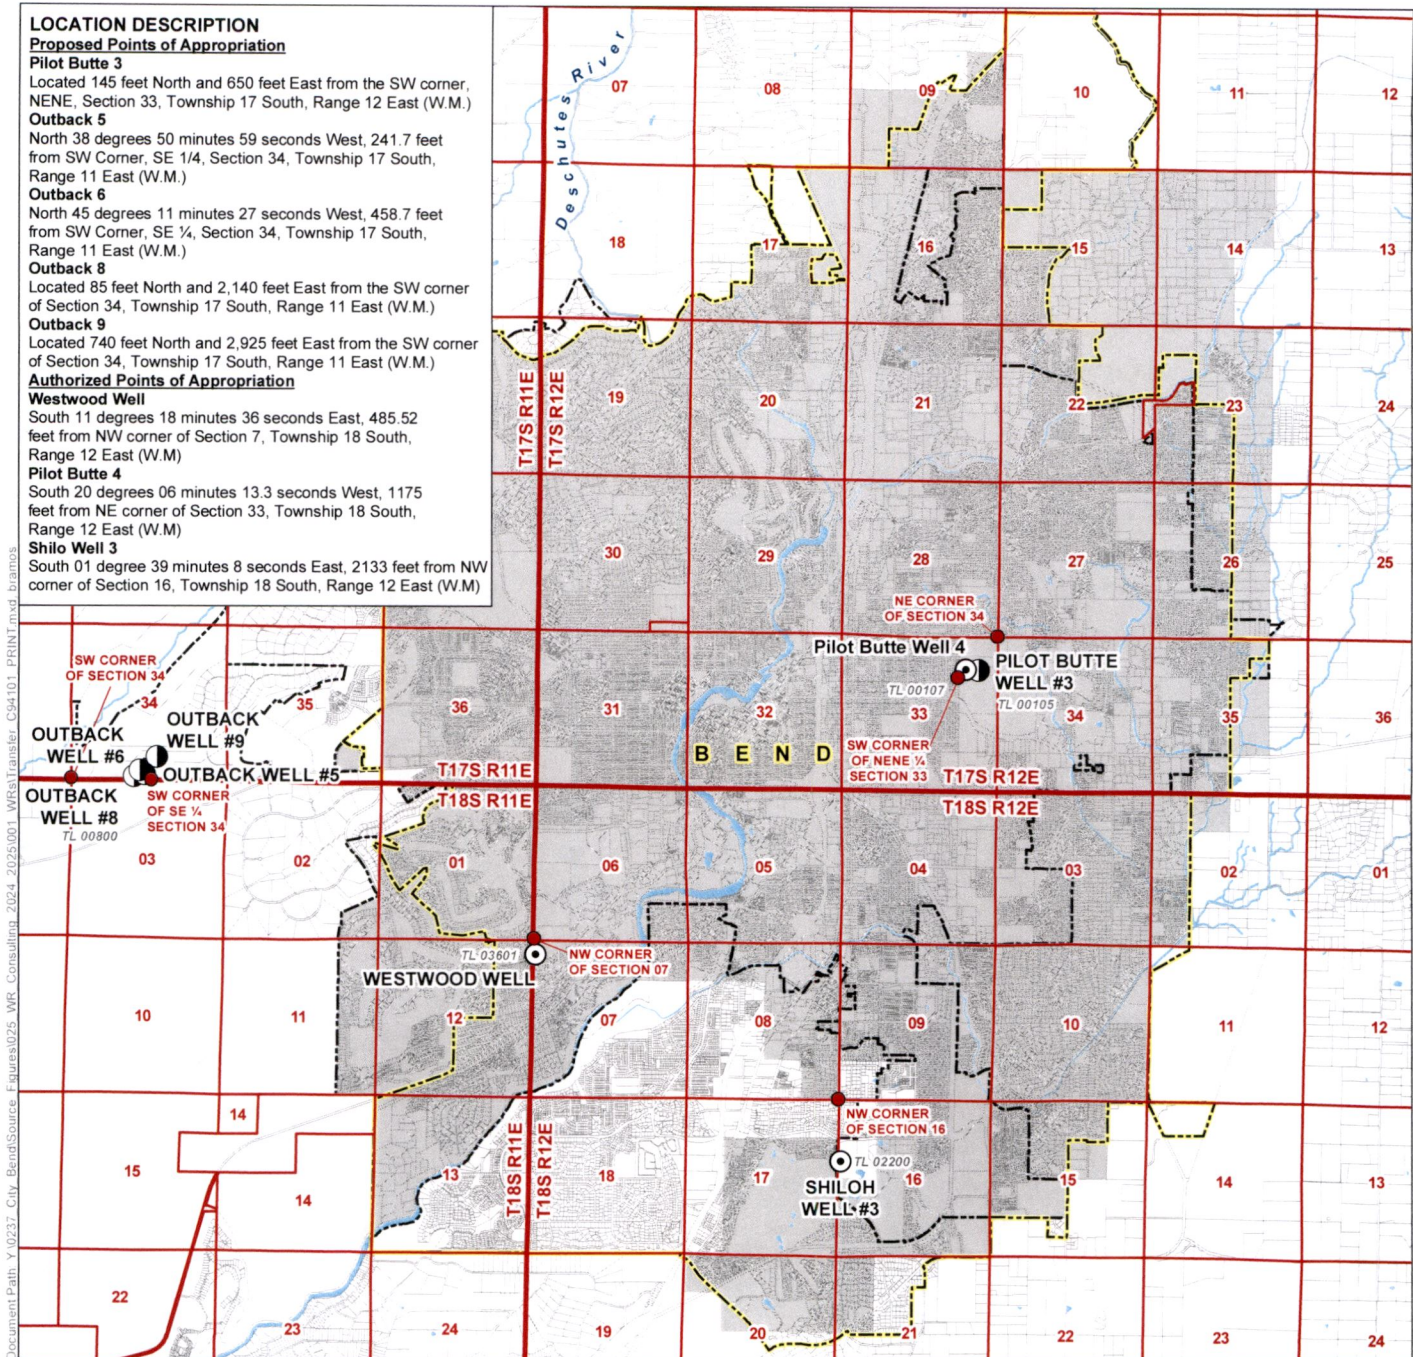 LOCATION DESCRIPTION
Proposed Points of Appropriation
Pilot Butte 3
Located 145 feet North and 650 feet East from the SW corner,
NENE, Section 33, Township 17 South, Range 12 East (W.M.)
Outback 5
North 38 degrees 50 minutes 59 seconds West, 241.7 feet
from SW Corner, SE 1/4, Section 34, Township 17 South,
Range 11 East (W.M.)
Outback 6
North 45 degrees 11 minutes 27 seconds West, 458.7 feet
from SW Corner, SE ¼, Section 34, Township 17 South,
Range 11 East (W.M.)
Outback 8
Located 85 feet North and 2,140 feet East from the SW corner
of Section 34, Township 17 South, Range 11 East (W.M.)
Outback 9
Located 740 feet North and 2,925 feet East from the SW corner
of Section 34, Township 17 South, Range 11 East (W.M.)
Authorized Points of Appropriation
Westwood Well
South 11 degrees 18 minutes 36 seconds East, 485.52
feet from NW corner of Section 7, Township 18 South,
Range 12 East (W.M)
Pilot Butte 4
South 20 degrees 06 minutes 13.3 seconds West, 1175
feet from NE corner of Section 33, Township 18 South,
Range 12 East (W.M)
Shilo Well 3
South 01 degree 39 minutes 8 seconds East, 2133 feet from NW
corner of Section 16, Township 18 South, Range 12 East (W.M)
Deschutes River
07 08 09 10 11 12
18 17 16 15 14 13
T17S R11E
T17S R12E
19 20 21 22 23 24
30 29 28 27 26 25
NE CORNER
OF SECTION 34
Pilot Butte Well 4
PILOT BUTTE
WELL #3
TL 00107
TL 00105
SW CORNER
OF SECTION 34
34 35 36 31 32 33 34 35 36
OUTBACK
WELL #6
OUTBACK
WELL #9
OUTBACK WELL #5
OUTBACK
WELL #8
TL 00800
SW CORNER
OF SE ¼
SECTION 34
SW CORNER
OF NENE ¼
SECTION 33
BEND
T17S R11E
T18S R11E
T17S R12E
T18S R12E
03 02 01 06 05 04 03 02 01
TL 03601
WESTWOOD WELL
NW CORNER
OF SECTION 07
10 11 12 07 08 09 10 11 12
NW CORNER
OF SECTION 16
14
15 14 13 18 17 16 15 14 13
T18S R11E
T18S R12E
TL 02200
SHILOH
WELL #3
22 23 24 19 20 21 22 23 24
Document Path Y:\0237_City_Bend\Source_Figures\025_WR_Consulting_2024_2025\001_WRs\Transfer_C94101_PRINT.mxd bramos